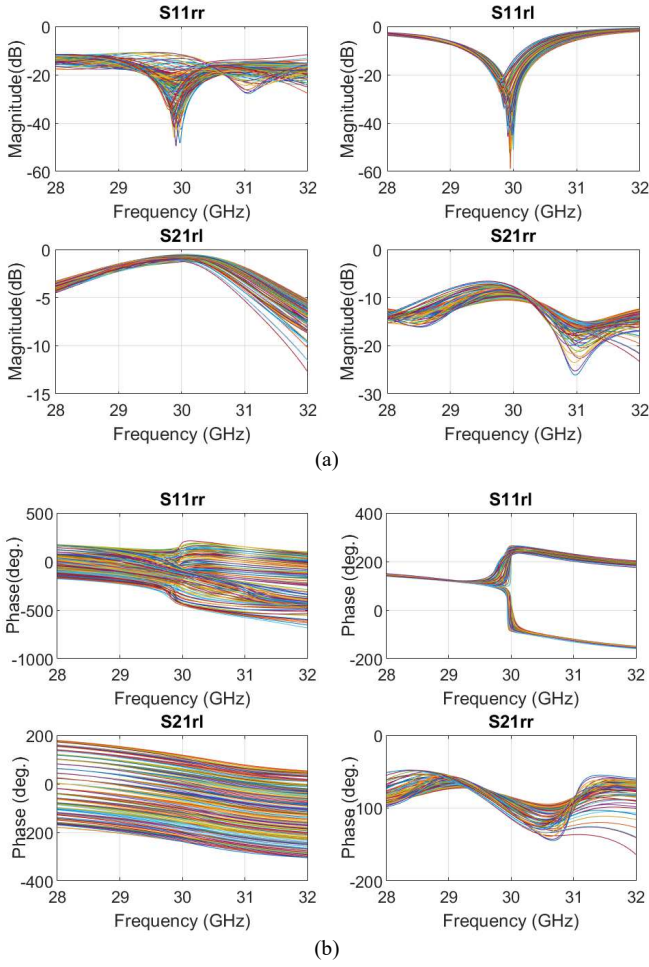 S11rr
0
-20
-40
-60
28 29 30 31 32
Magnitude(dB)
Frequency (GHz)
S11rl
0
-20
-40
-60
28 29 30 31 32
Magnitude(dB)
Frequency (GHz)
S21rl
0
-5
-10
-15
28 29 30 31 32
Magnitude(dB)
Frequency (GHz)
S21rr
0
-10
-20
-30
28 29 30 31 32
Magnitude(dB)
Frequency (GHz)
(a)
S11rr
500
0
-500
-1000
28 29 30 31 32
Phase(deg.)
Frequency (GHz)
S11rl
400
200
0
-200
28 29 30 31 32
Phase (deg.)
Frequency (GHz)
S21rl
200
0
-200
-400
28 29 30 31 32
Phase (deg.)
Frequency (GHz)
S21rr
0
-100
-200
28 29 30 31 32
Phase (deg.)
Frequency (GHz)
(b)